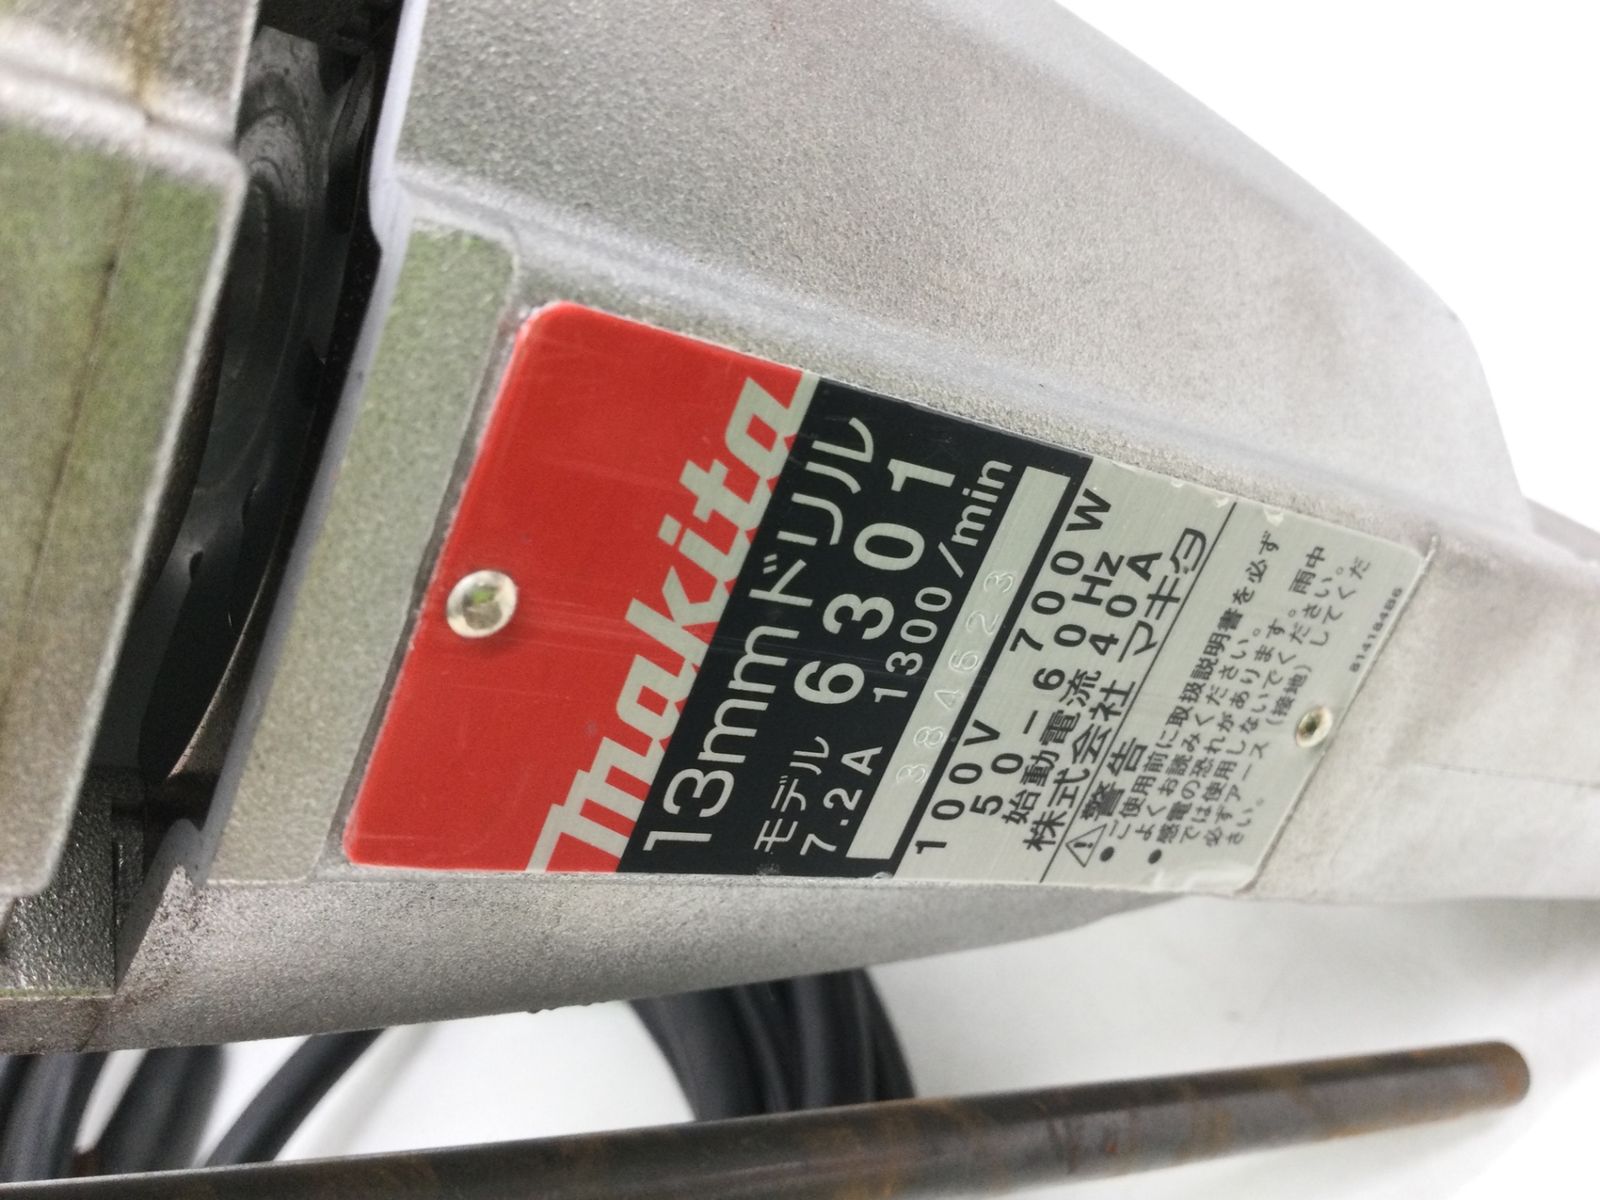 makita
13mmドリル
モデル 6301
7.2A 1300/min
3846623
100V 700W
50-60Hz
始動電流 40A
株式会社 マキタ
⚠警告
●ご使用前に取扱説明書を必ず
よくお読みください。
●感電の恐れがあります。雨中
では使用しないでください。
必ずアース(接地)してくだ
さい。
81418486